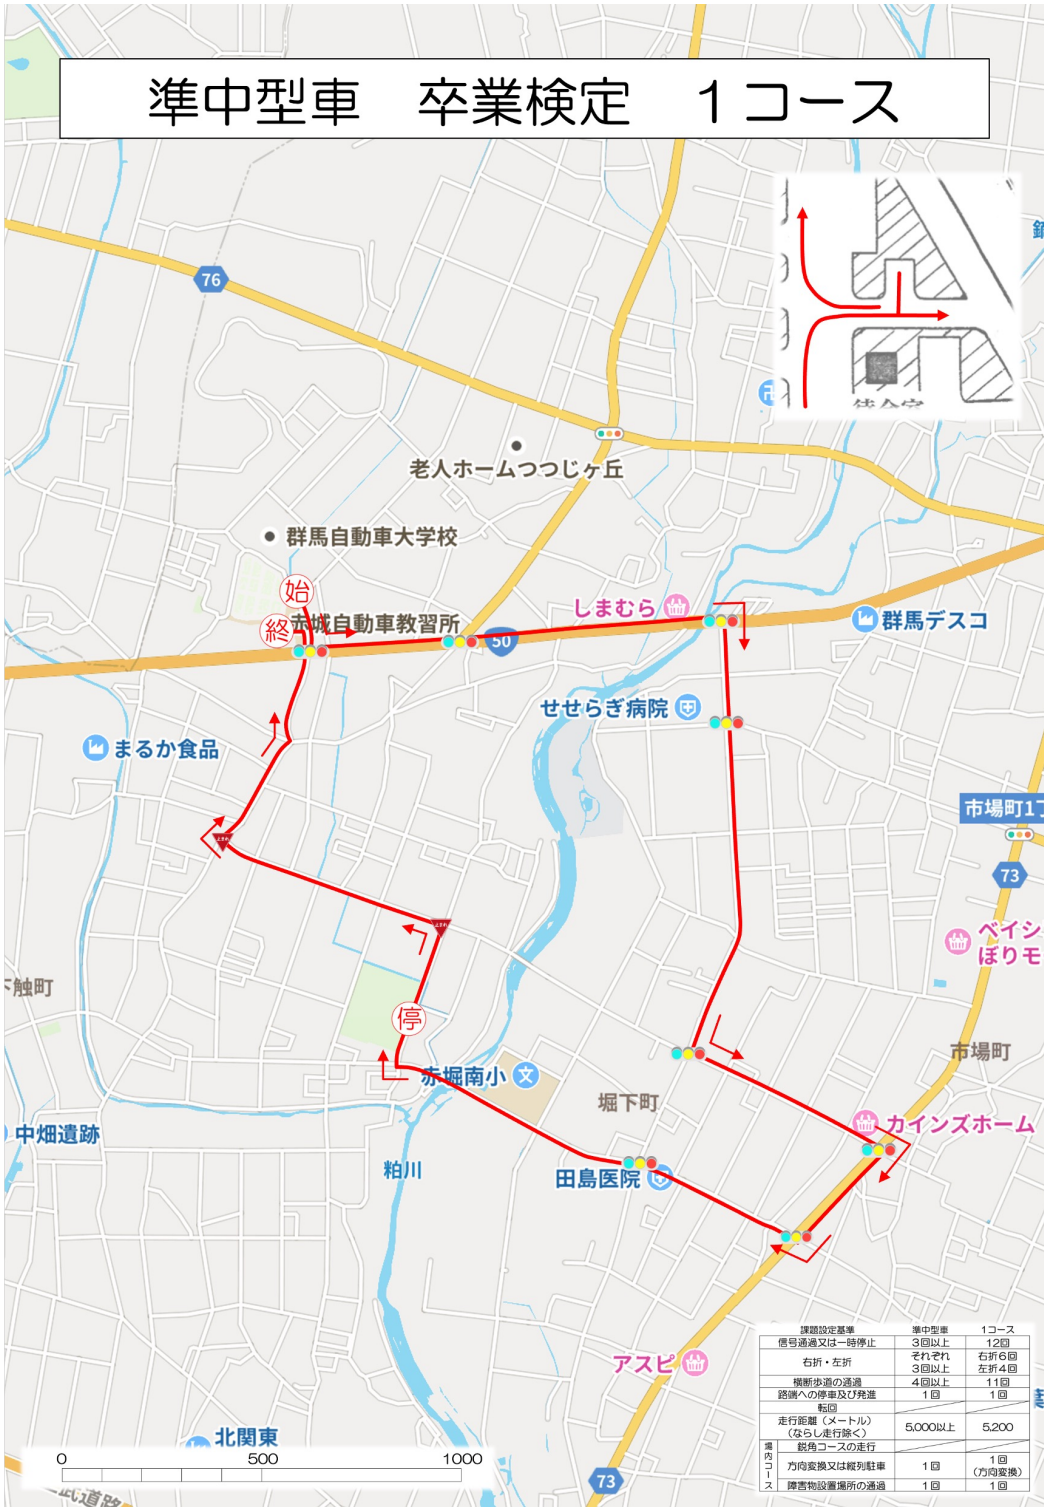 準中型車　卒業検定　１コース
76
老人ホームつつじヶ丘
群馬自動車大学校
始
終
赤城自動車教習所
50
しまむら
群馬デスコ
せせらぎ病院
まるか食品
市場町1丁
73
ベイシ
ぼりモ
下触町
停
赤堀南小
文
堀下町
市場町
カインズホーム
中畑遺跡
粕川
田島医院
アスピ
北関東
73
0 500 1000
課題設定基準 準中型車 1コース
信号通過又は一時停止 3回以上 12回
右折・左折 それぞれ3回以上 右折6回 左折4回
横断歩道の通過 4回以上 11回
路端への停車及び発進 1回 1回
転回
走行距離（メートル）（ならし走行除く） 5,000以上 5,200
場内コース
鋭角コースの走行
方向変換又は縦列駐車 1回 1回（方向変換）
障害物設置場所の通過 1回 1回